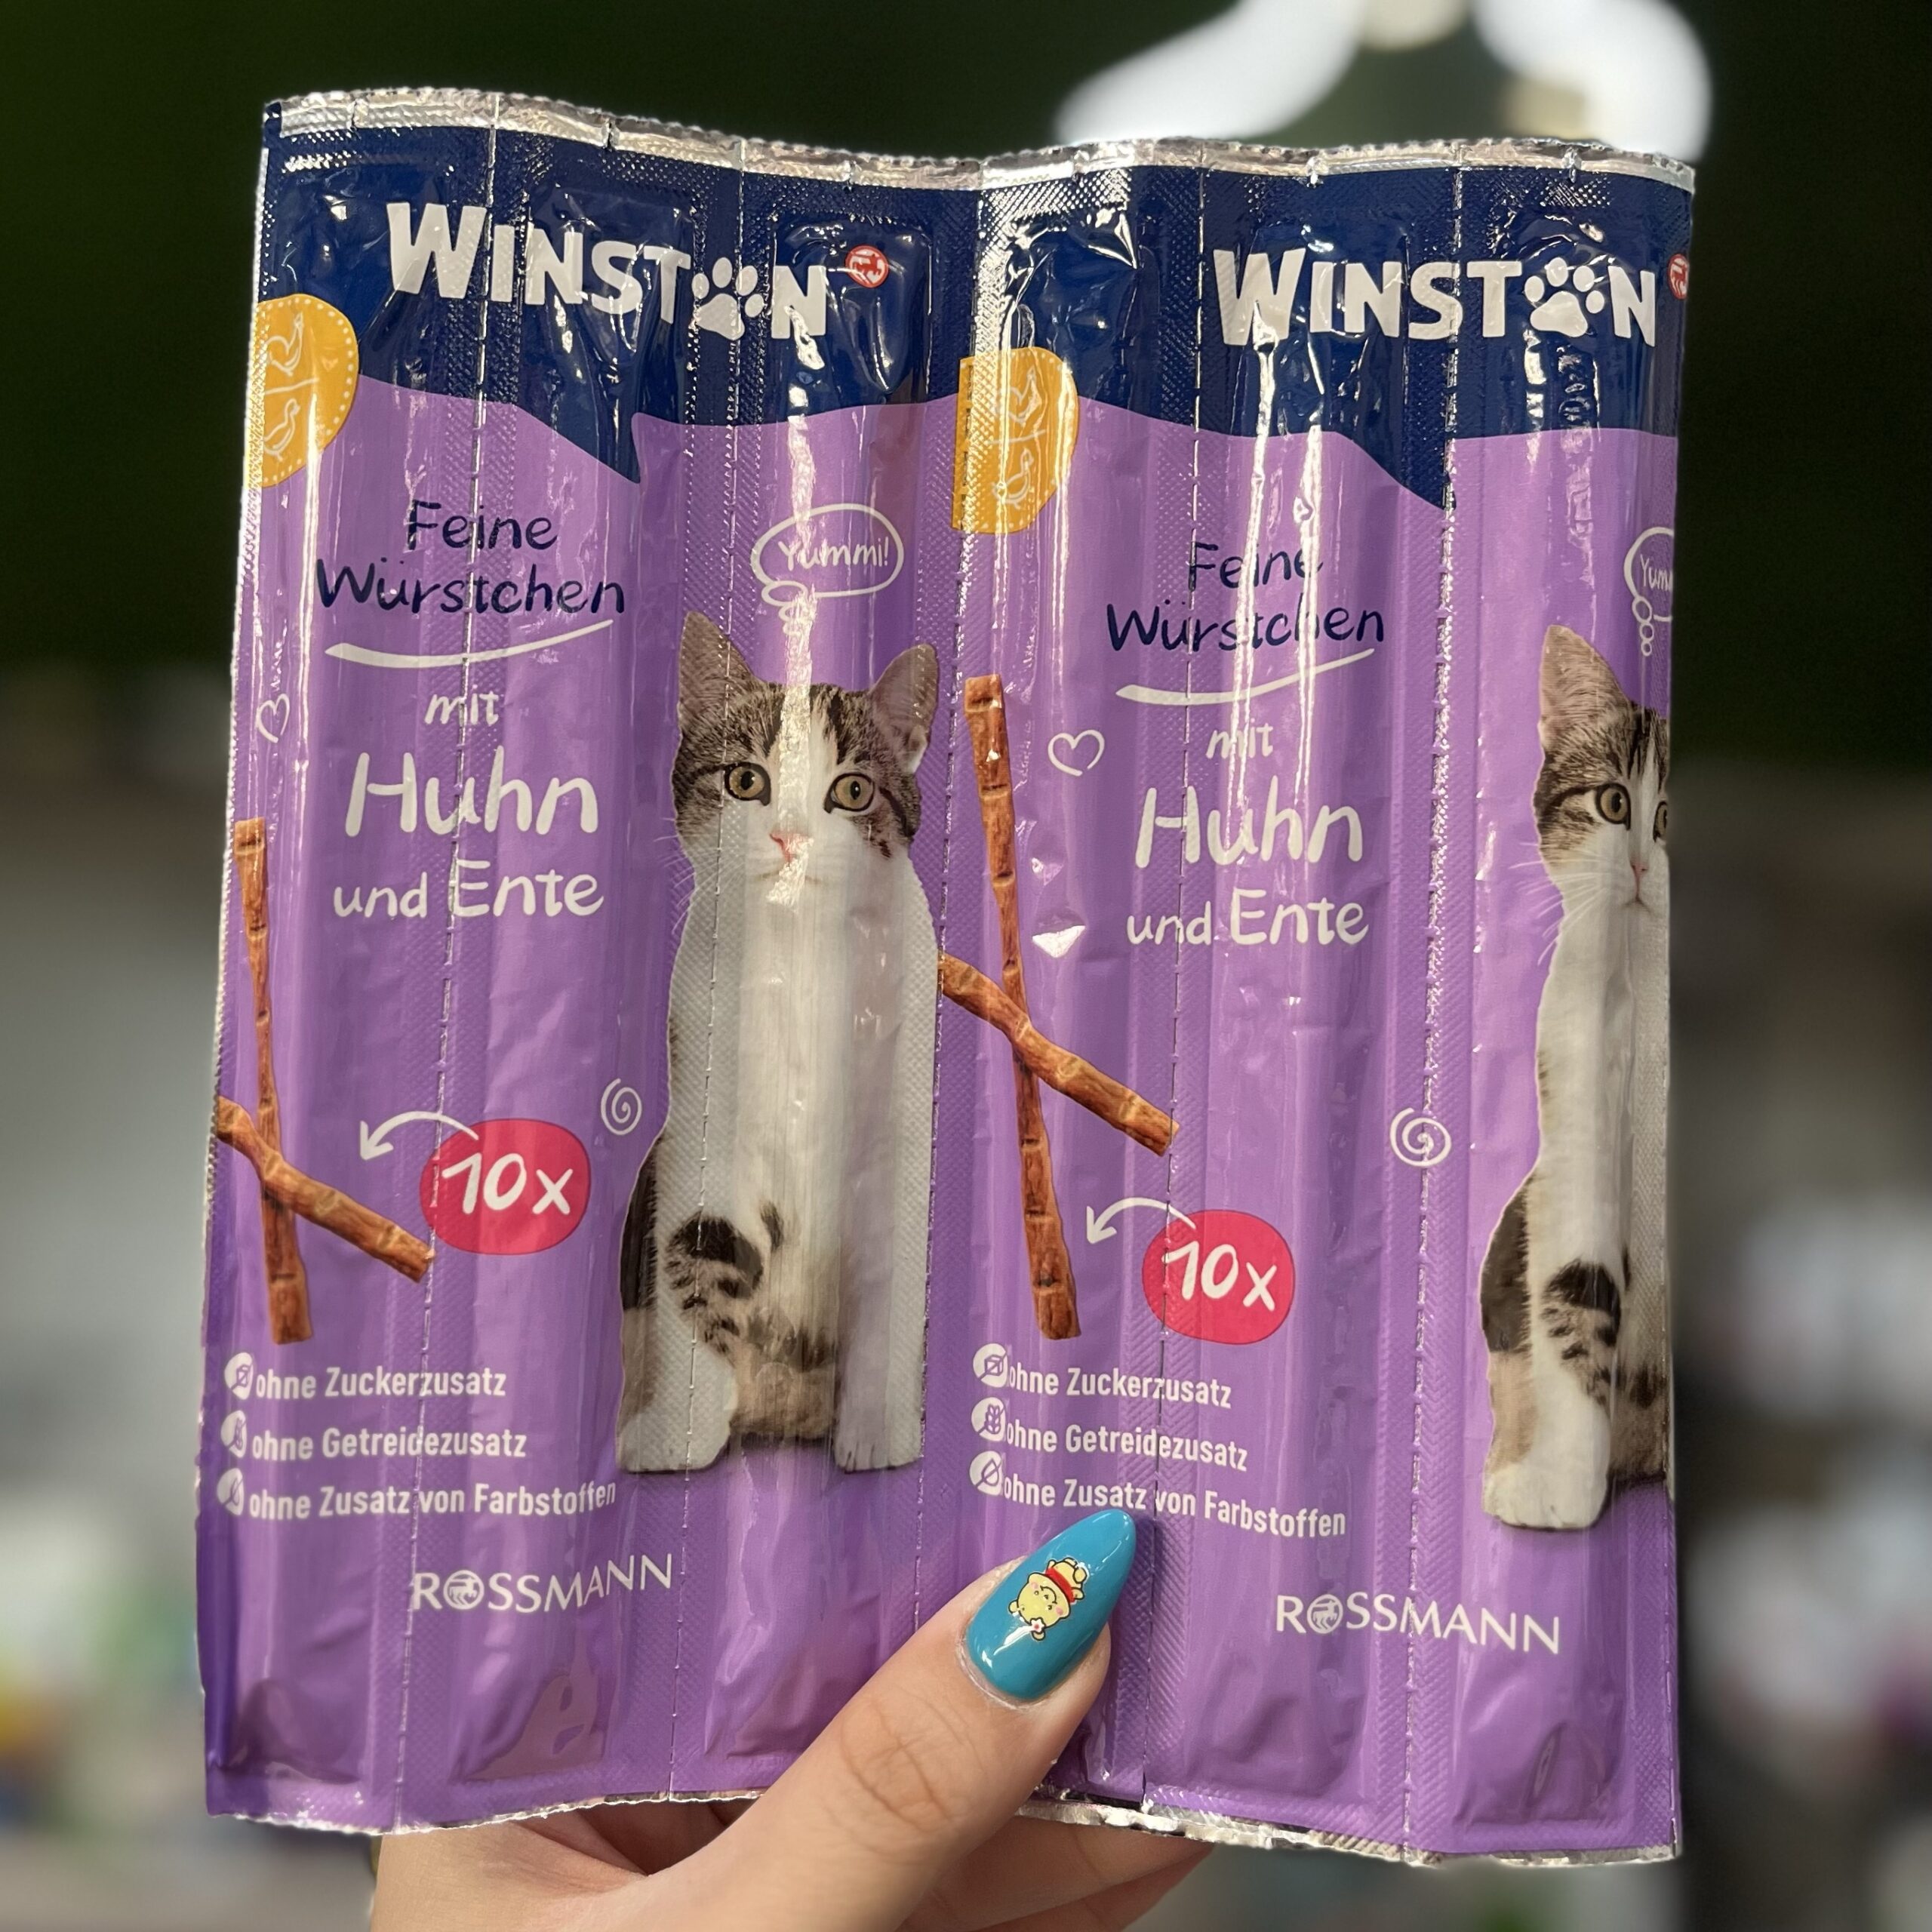 WINSTON
Feine
Würstchen
Yummi!
mit
Huhn
und Ente
10x
ohne Zuckerzusatz
ohne Getreidezusatz
ohne Zusatz von Farbstoffen
ROSSMANN
WINSTON
Feine
Würstchen
mit
Huhn
und Ente
10x
ohne Zuckerzusatz
ohne Getreidezusatz
ohne Zusatz von Farbstoffen
ROSSMANN